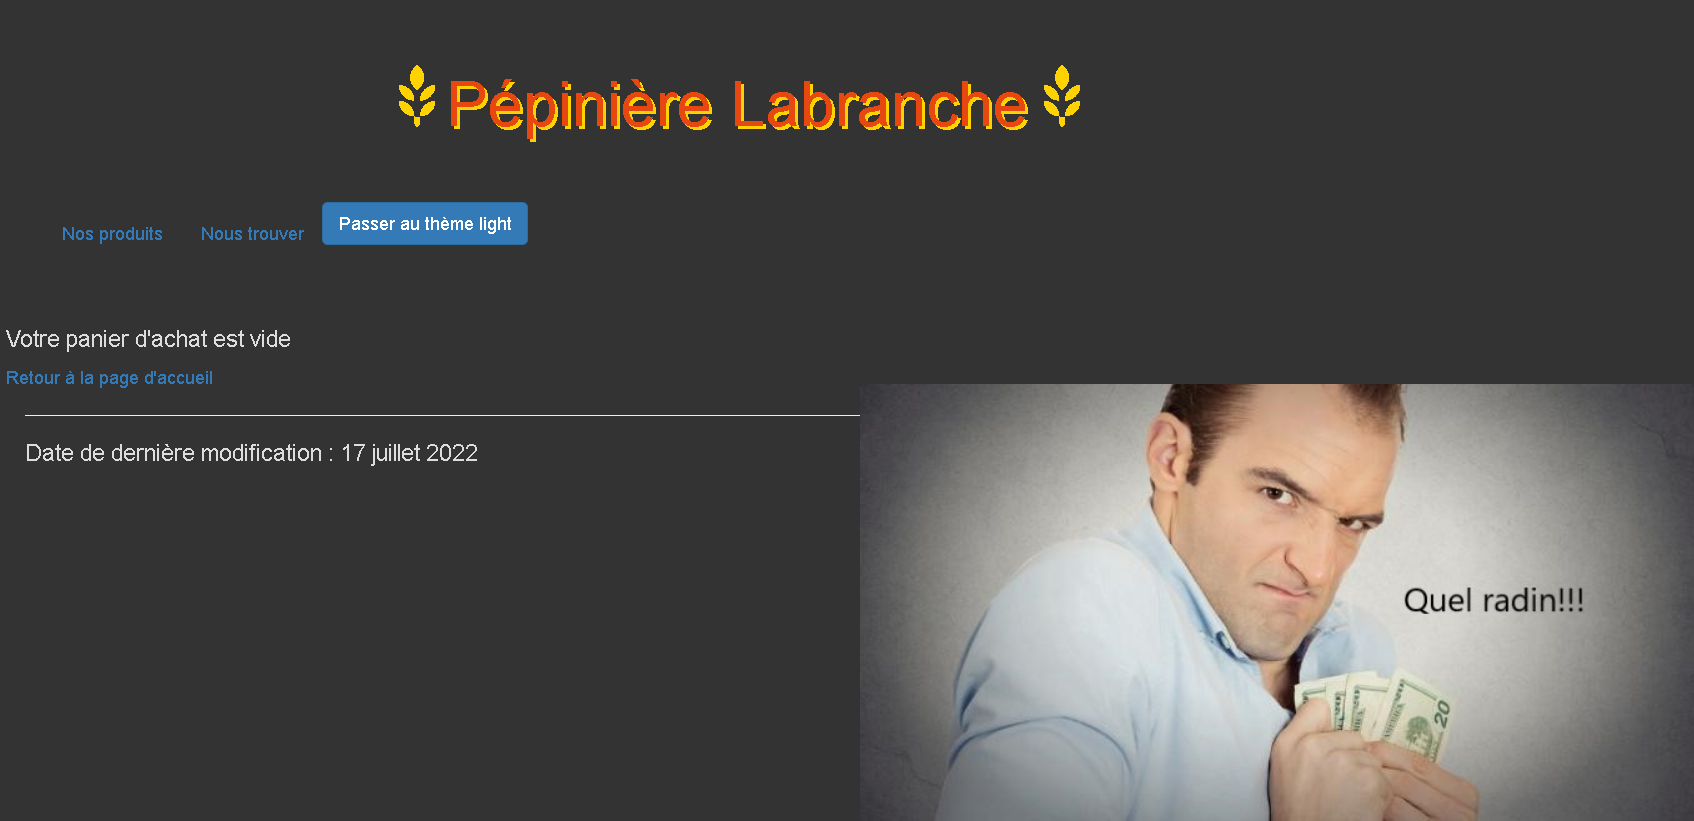 Pépinière Labranche
Nos produits
Nous trouver
Passer au thème light
Votre panier d'achat est vide
Retour à la page d'accueil
Date de dernière modification : 17 juillet 2022
Quel radin!!!
20